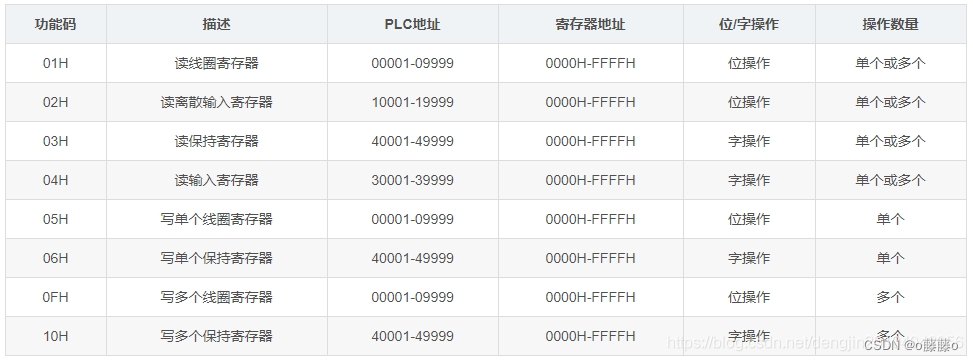 功能码 描述 PLC地址 寄存器地址 位/字操作 操作数量
01H 读线圈寄存器 00001-09999 0000H-FFFFH 位操作 单个或多个
02H 读离散输入寄存器 10001-19999 0000H-FFFFH 位操作 单个或多个
03H 读保持寄存器 40001-49999 0000H-FFFFH 字操作 单个或多个
04H 读输入寄存器 30001-39999 0000H-FFFFH 字操作 单个或多个
05H 写单个线圈寄存器 00001-09999 0000H-FFFFH 位操作 单个
06H 写单个保持寄存器 40001-49999 0000H-FFFFH 字操作 单个
0FH 写多个线圈寄存器 00001-09999 0000H-FFFFH 位操作 多个
10H 写多个保持寄存器 40001-49999 0000H-FFFFH 字操作 多个
CSDN @o藤藤o